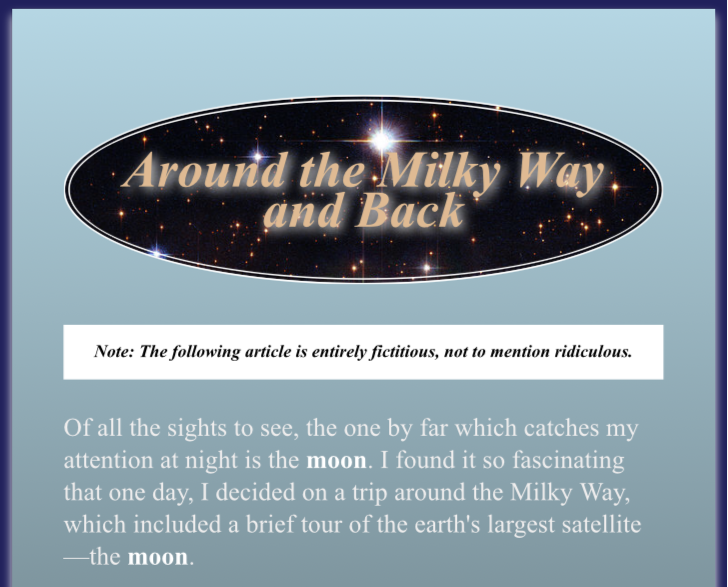 Around the Milky Way
and Back
Note: The following article is entirely fictitious, not to mention ridiculous.
Of all the sights to see, the one by far which catches my
attention at night is the moon. I found it so fascinating
that one day, I decided on a trip around the Milky Way,
which included a brief tour of the earth's largest satellite
—the moon.